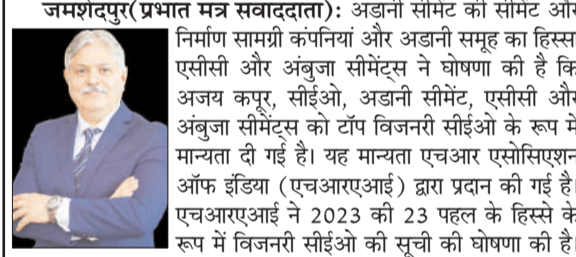 जमशेदपुर(प्रभात मंत्र सवाददाता): अडानी सीमेंट की सीमेंट और
निर्माण सामग्री कंपनियां और अडानी समूह का हिस्सा
एसीसी और अंबुजा सीमेंट्स ने घोषणा की है कि
अजय कपूर, सीईओ, अडानी सीमेंट, एसीसी और
अंबुजा सीमेंट्स को टॉप विजनरी सीईओ के रूप में
मान्यता दी गई है। यह मान्यता एचआर एसोसिएशन
ऑफ इंडिया (एचआरएआई) द्वारा प्रदान की गई है।
एचआरएआई ने 2023 की 23 पहल के हिस्से के
रूप में विजनरी सीईओ की सूची की घोषणा की है।